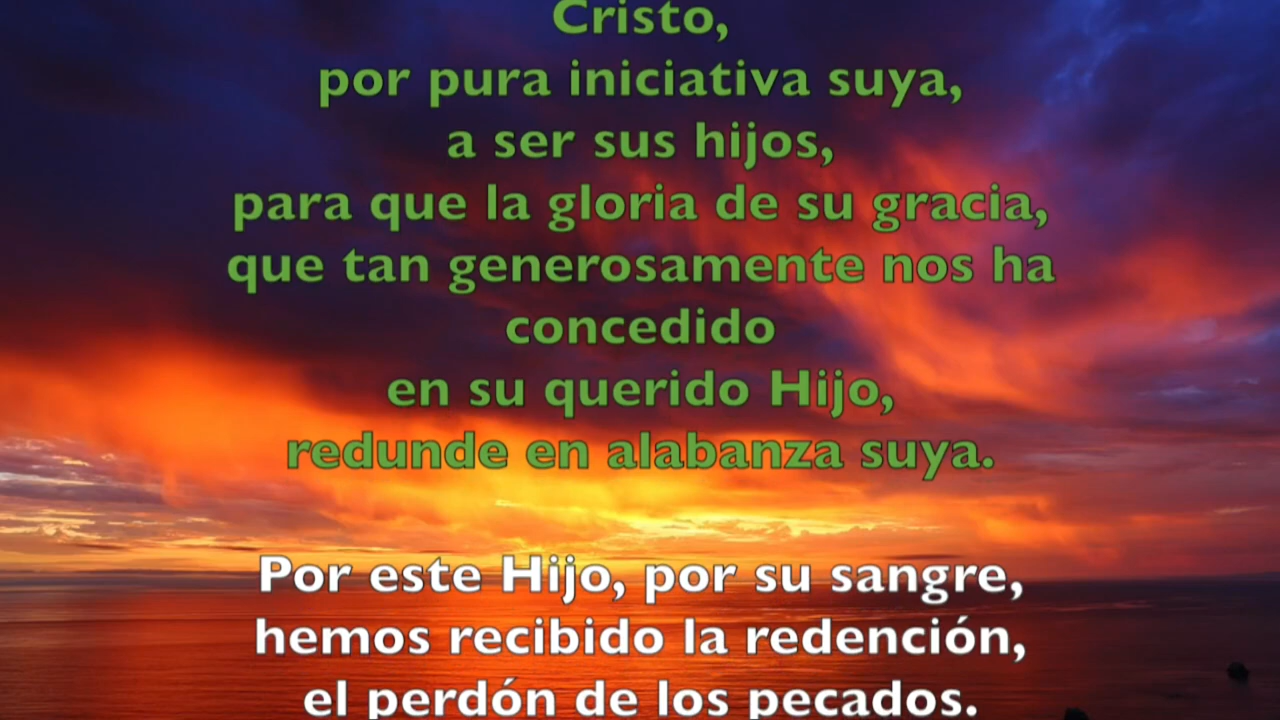 Cristo,
por pura iniciativa suya,
a ser sus hijos,
para que la gloria de su gracia,
que tan generosamente nos ha
concedido
en su querido Hijo,
redunde en alabanza suya.
Por este Hijo, por su sangre,
hemos recibido la redención,
el perdón de los pecados.